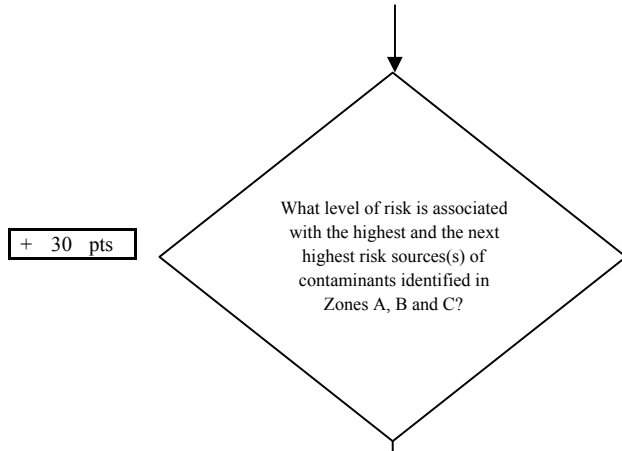 What level of risk is associated
with the highest and the next
+ 30 pts
highest risk sources(s) of
contaminants identified in
Zones A, B and C?